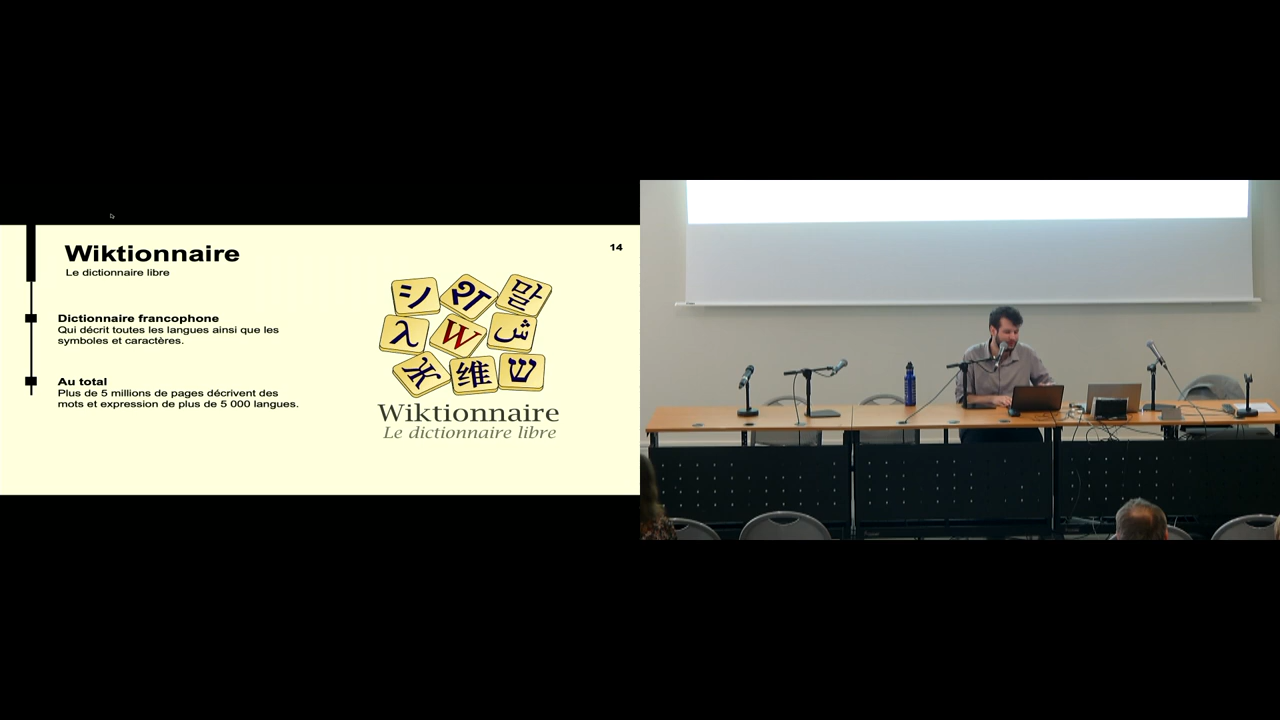 Wiktionnaire
14
Le dictionnaire libre
Dictionnaire francophone
Qui décrit toutes les langues ainsi que les
symboles et caractères.
Au total
Plus de 5 millions de pages décrivent des
mots et expression de plus de 5 000 langues.
シ
말
λ
W
ش
Ж
维
ש
Wiktionnaire
Le dictionnaire libre